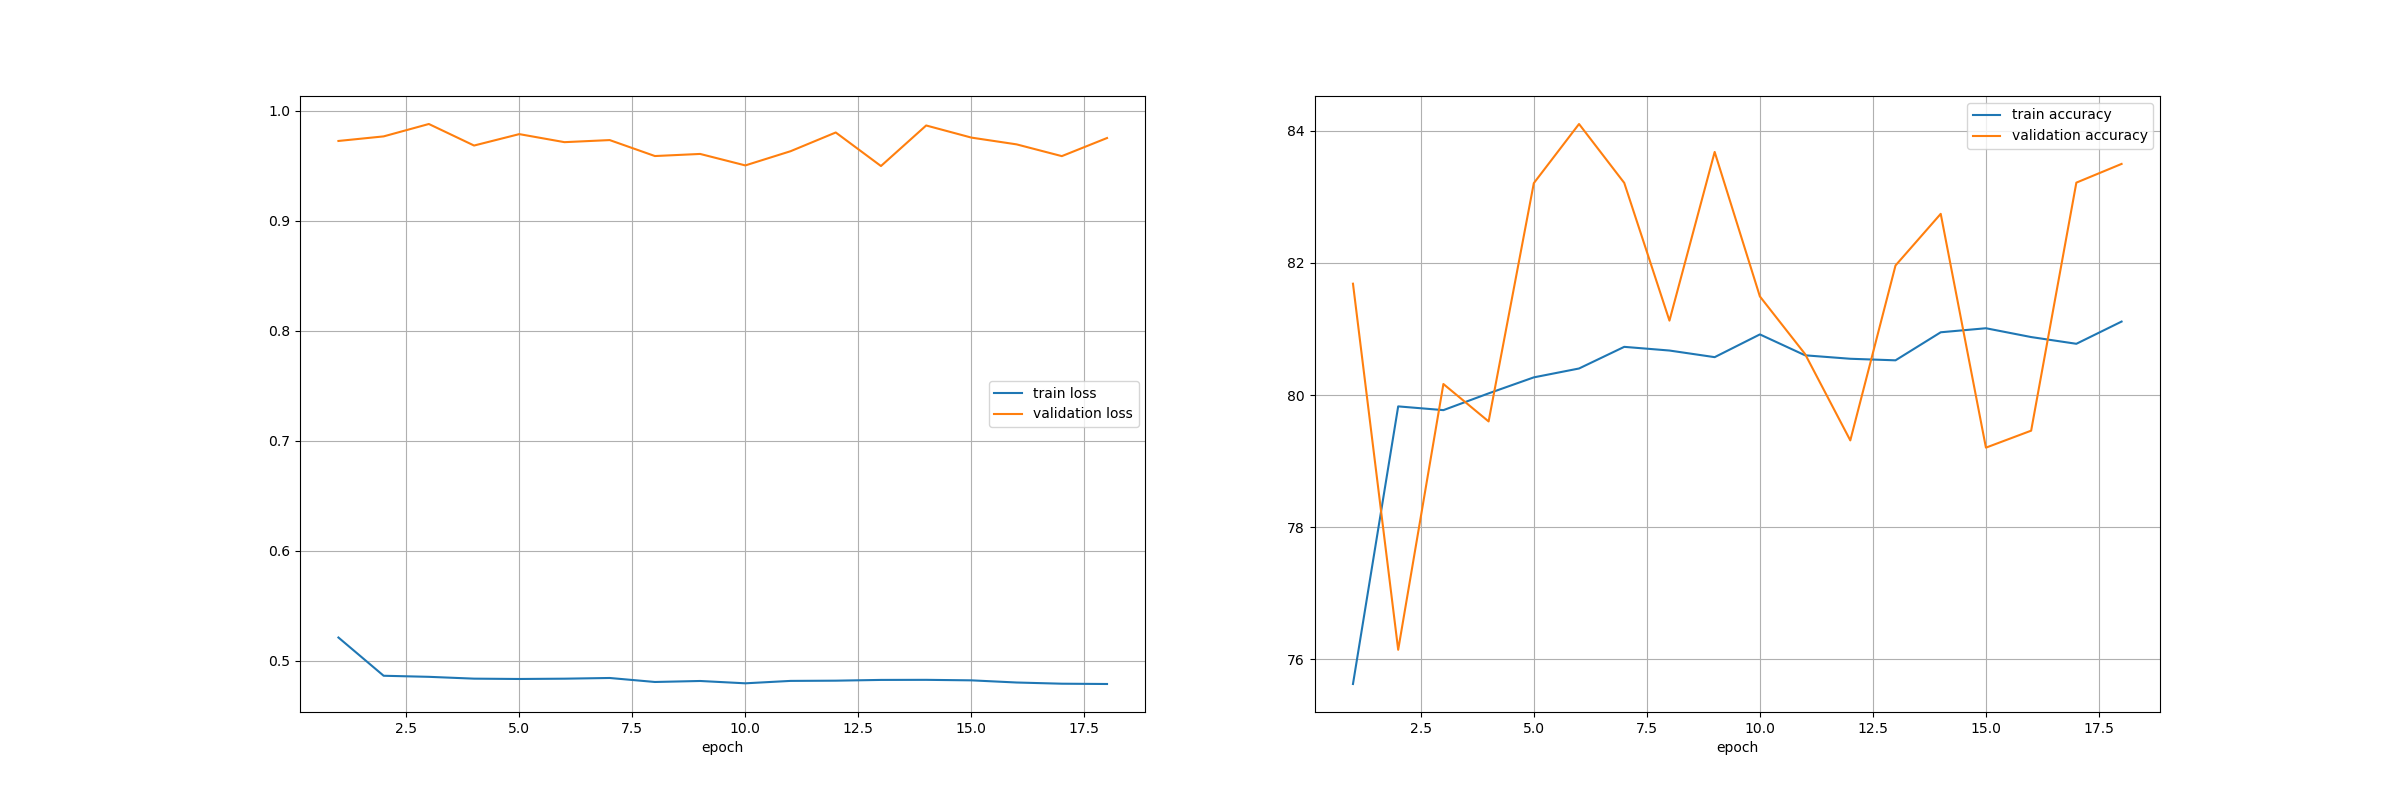 1.0
0.9
0.8
0.7
0.6
0.5
train loss
validation loss
2.5 5.0 7.5 10.0 12.5 15.0 17.5
epoch
84
82
80
78
76
train accuracy
validation accuracy
2.5 5.0 7.5 10.0 12.5 15.0 17.5
epoch